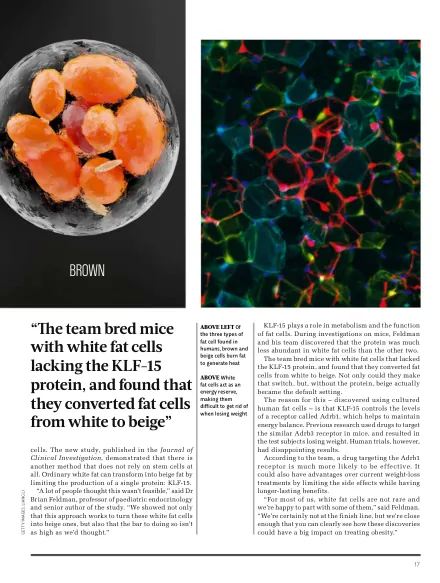 BROWN
“The team bred mice
with white fat cells
lacking the KLF-15
protein, and found that
they converted fat cells
from white to beige”
cells. The new study, published in the Journal of
Clinical Investigation, demonstrated that there is
another method that does not rely on stem cells at
all. Ordinary white fat can transform into beige fat by
limiting the production of a single protein: KLF-15.
“A lot of people thought this wasn’t feasible,” said Dr
Brian Feldman, professor of paediatric endocrinology
and senior author of the study. “We showed not only
that this approach works to turn these white fat cells
into beige ones, but also that the bar to doing so isn’t
as high as we’d thought.”
ABOVE LEFT Of
the three types of
fat cell found in
humans, brown and
beige cells burn fat
to generate heat
ABOVE White
fat cells act as an
energy reserve,
making them
difficult to get rid of
when losing weight
KLF-15 plays a role in metabolism and the function
of fat cells. During investigations on mice, Feldman
and his team discovered that the protein was much
less abundant in white fat cells than the other two.
The team bred mice with white fat cells that lacked
the KLF-15 protein, and found they converted fat
cells from white to beige. Not only could they make
that switch, but, without the protein, beige actually
became the default setting.
The reason for this – discovered using cultured
human fat cells – is that KLF-15 controls the levels
of a receptor called Adrb1, which helps to maintain
energy balance. Previous research used drugs to target
the similar Adrb3 receptor in mice, and resulted in
the test subjects losing weight. Human trials, however,
had disappointing results.
According to the team, a drug targeting the Adrb1
receptor is much more likely to be effective. It
could also have advantages over current weight-loss
treatments by limiting the side effects while having
longer-lasting benefits.
“For most of us, white fat cells are not rare and
we’re happy to part with some of them,” said Feldman.
“We’re certainly not at the finish line, but we’re close
enough that you can clearly see how these discoveries
could have a big impact on treating obesity.”
17